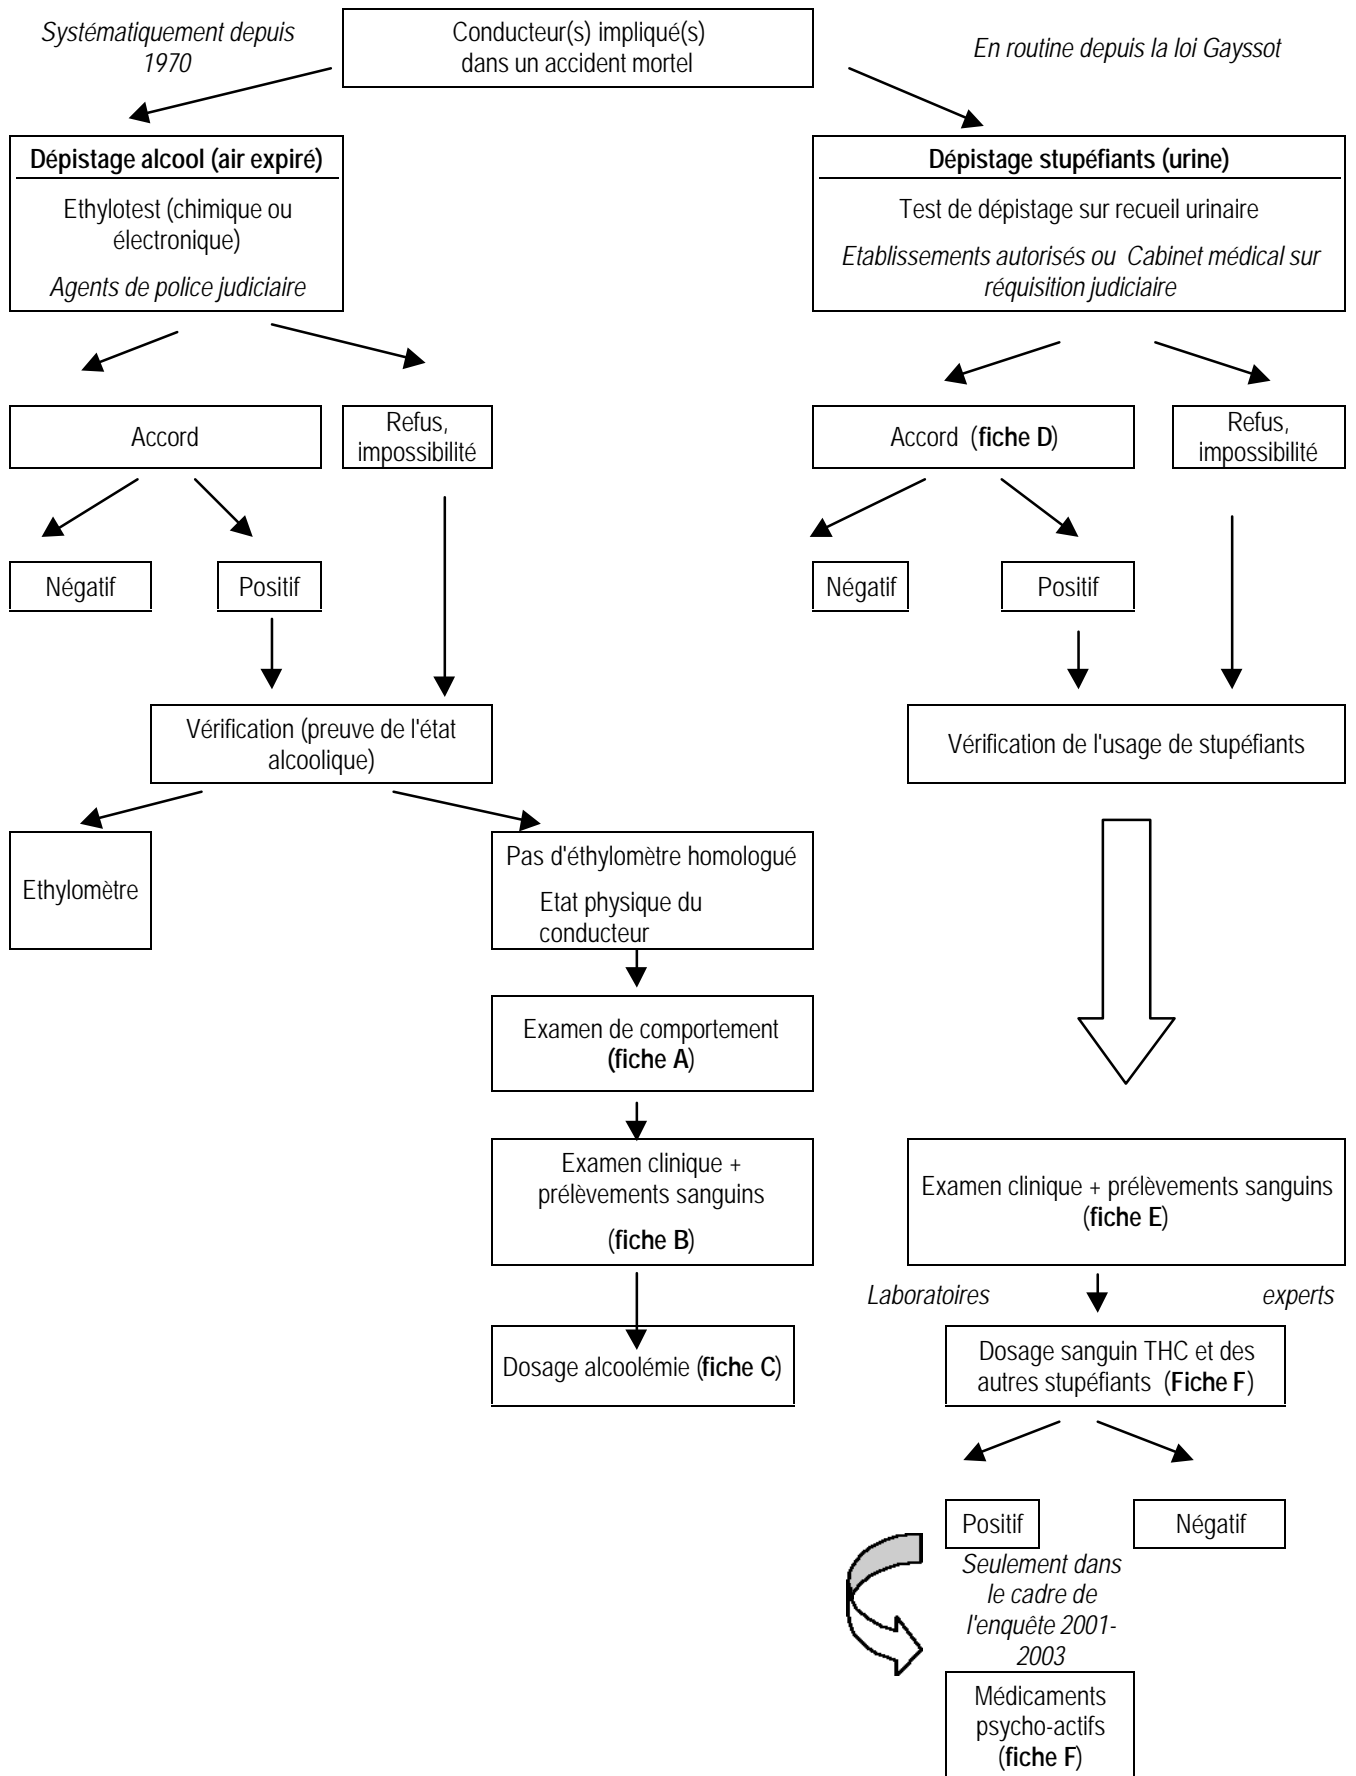 Systématiquement depuis
1970
Conducteur(s) impliqué(s)
dans un accident mortel
En routine depuis la loi Gayssot
Dépistage alcool (air expiré)
Ethylotest (chimique ou
électronique)
Agents de police judiciaire
Dépistage stupéfiants (urine)
Test de dépistage sur recueil urinaire
Etablissements autorisés ou Cabinet médical sur
réquisition judiciaire
Accord
Refus,
impossibilité
Accord (fiche D)
Refus,
impossibilité
Négatif
Positif
Négatif
Positif
Vérification (preuve de l'état
alcoolique)
Vérification de l'usage de stupéfiants
Ethylomètre
Pas d'éthylomètre homologué
Etat physique du
conducteur
Examen de comportement
(fiche A)
Examen clinique +
prélèvements sanguins
(fiche B)
Examen clinique + prélèvements sanguins
(fiche E)
Laboratoires experts
Dosage alcoolémie (fiche C)
Dosage sanguin THC et des
autres stupéfiants (Fiche F)
Positif
Négatif
Seulement dans
le cadre de
l'enquête 2001-
2003
Médicaments
psycho-actifs
(fiche F)